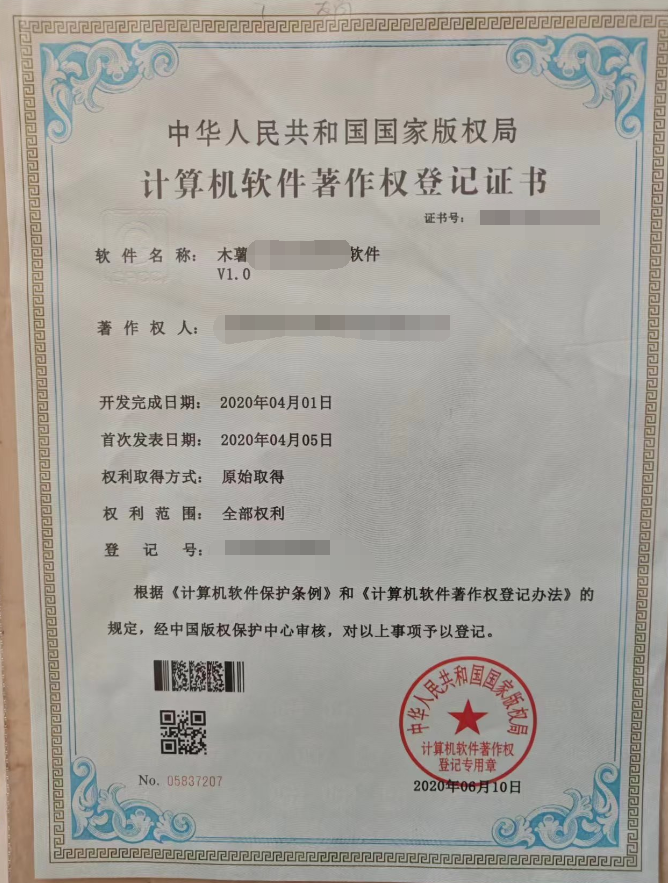 中华人民共和国国家版权局
计算机软件著作权登记证书
证书号：
软件名称： 木薯 软件
V1.0
著作权人：
开发完成日期： 2020年04月01日
首次发表日期： 2020年04月05日
权利取得方式： 原始取得
权利范围： 全部权利
登记号：
根据《计算机软件保护条例》和《计算机软件著作权登记办法》的
规定，经中国版权保护中心审核，对以上事项予以登记。
中华人民共和国国家版权局
计算机软件著作权
登记专用章
No. 05837207
2020年06月10日